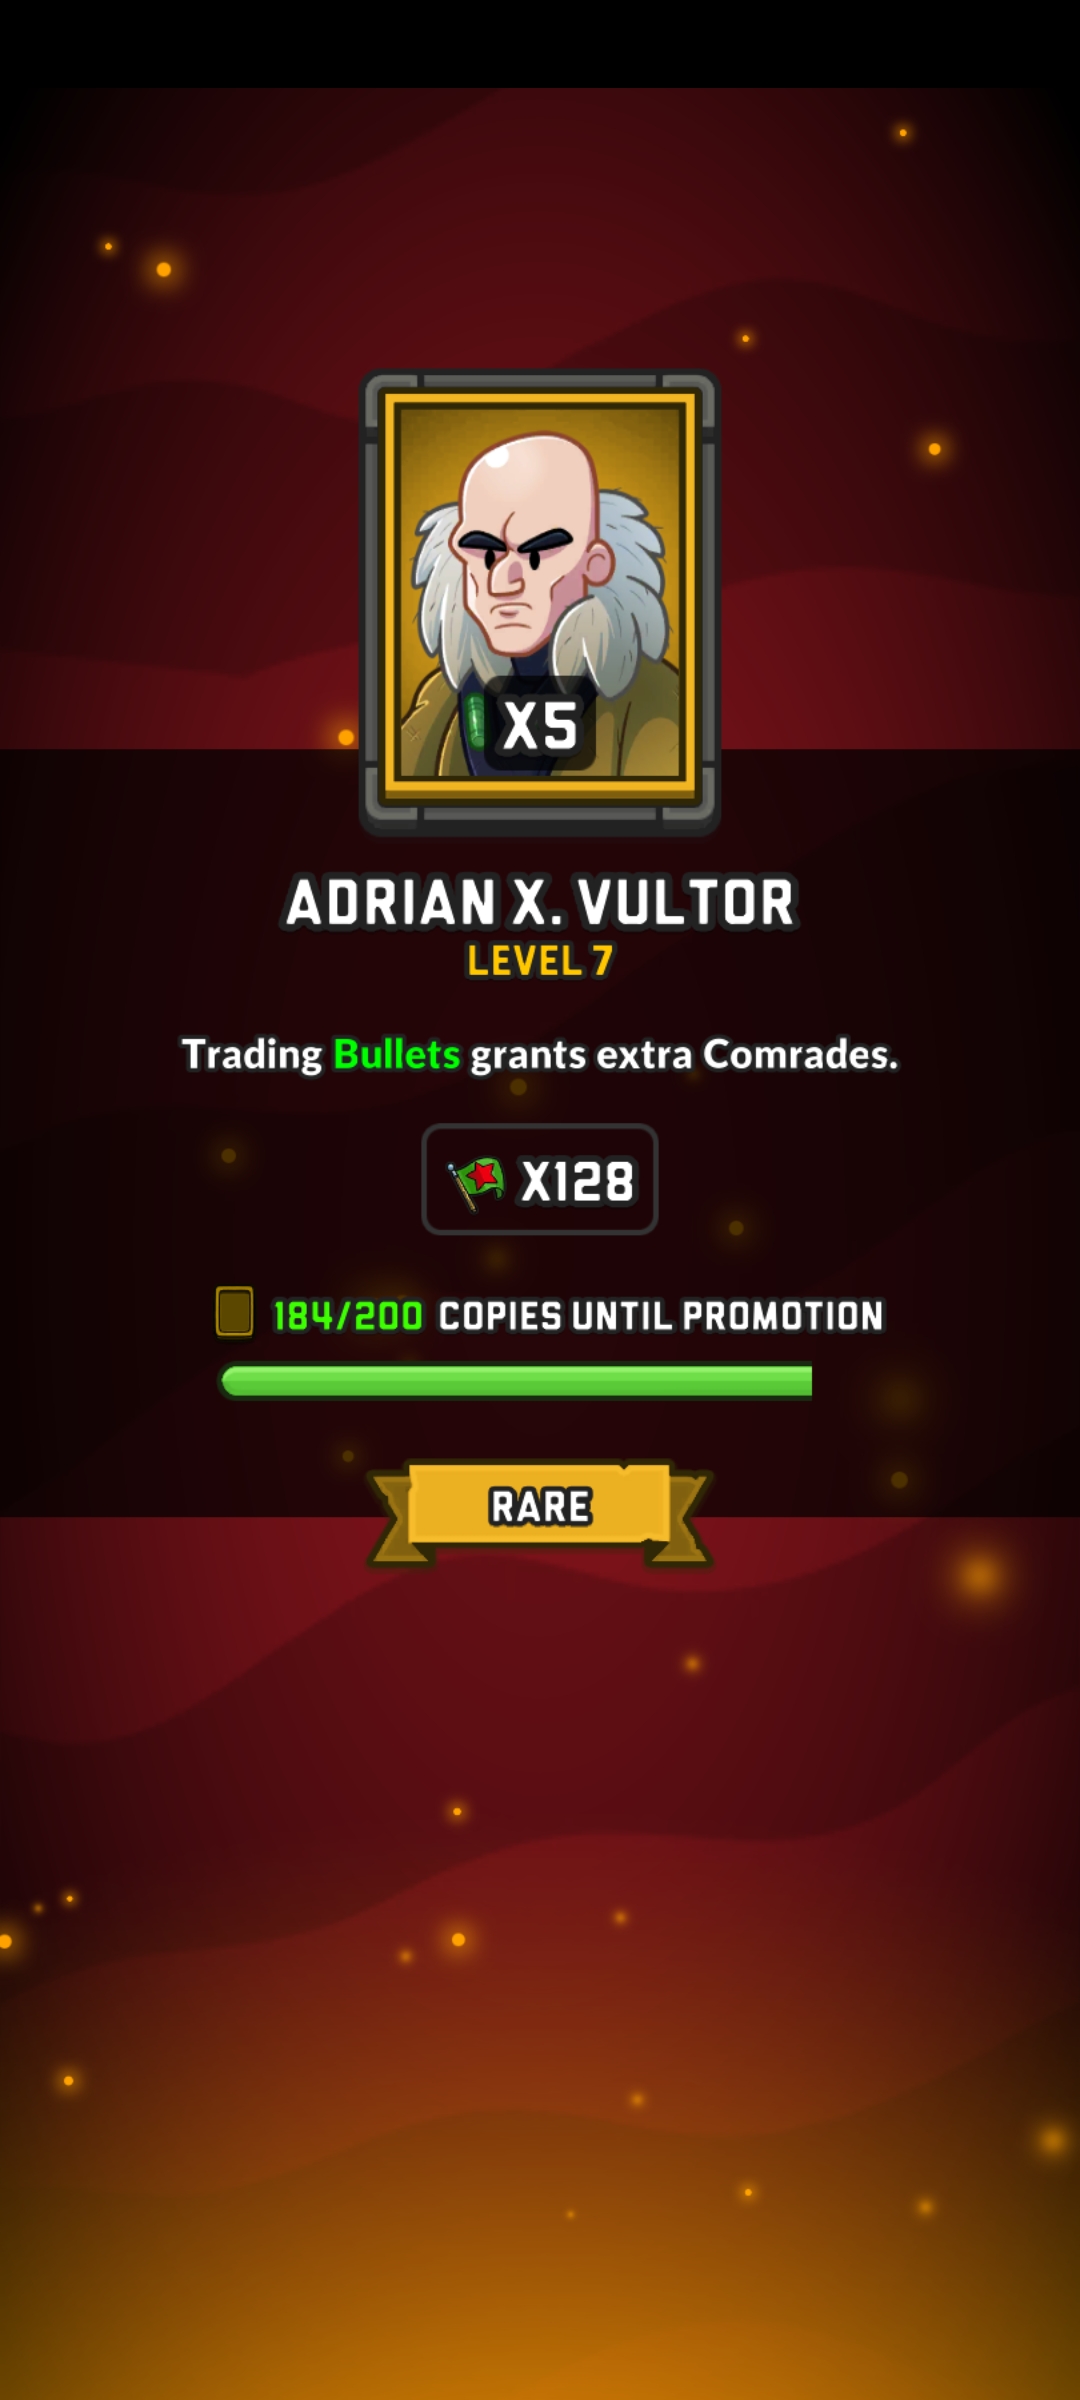 X5
ADRIAN X. VULTOR
LEVEL 7
Trading Bullets grants extra Comrades.
X128
184/200 COPIES UNTIL PROMOTION
RARE